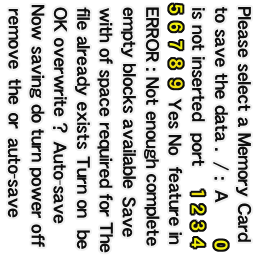 Please select a Memory Card
to save the data . / : A 0
is not inserted port 1 2 3 4
5 6 7 8 9 Yes No feature in
ERROR : Not enough complete
empty blocks available Save
with of space required for The
file already exists Turn on be
OK overwrite ? Auto-save
Now saving do turn power off
remove the or auto-save